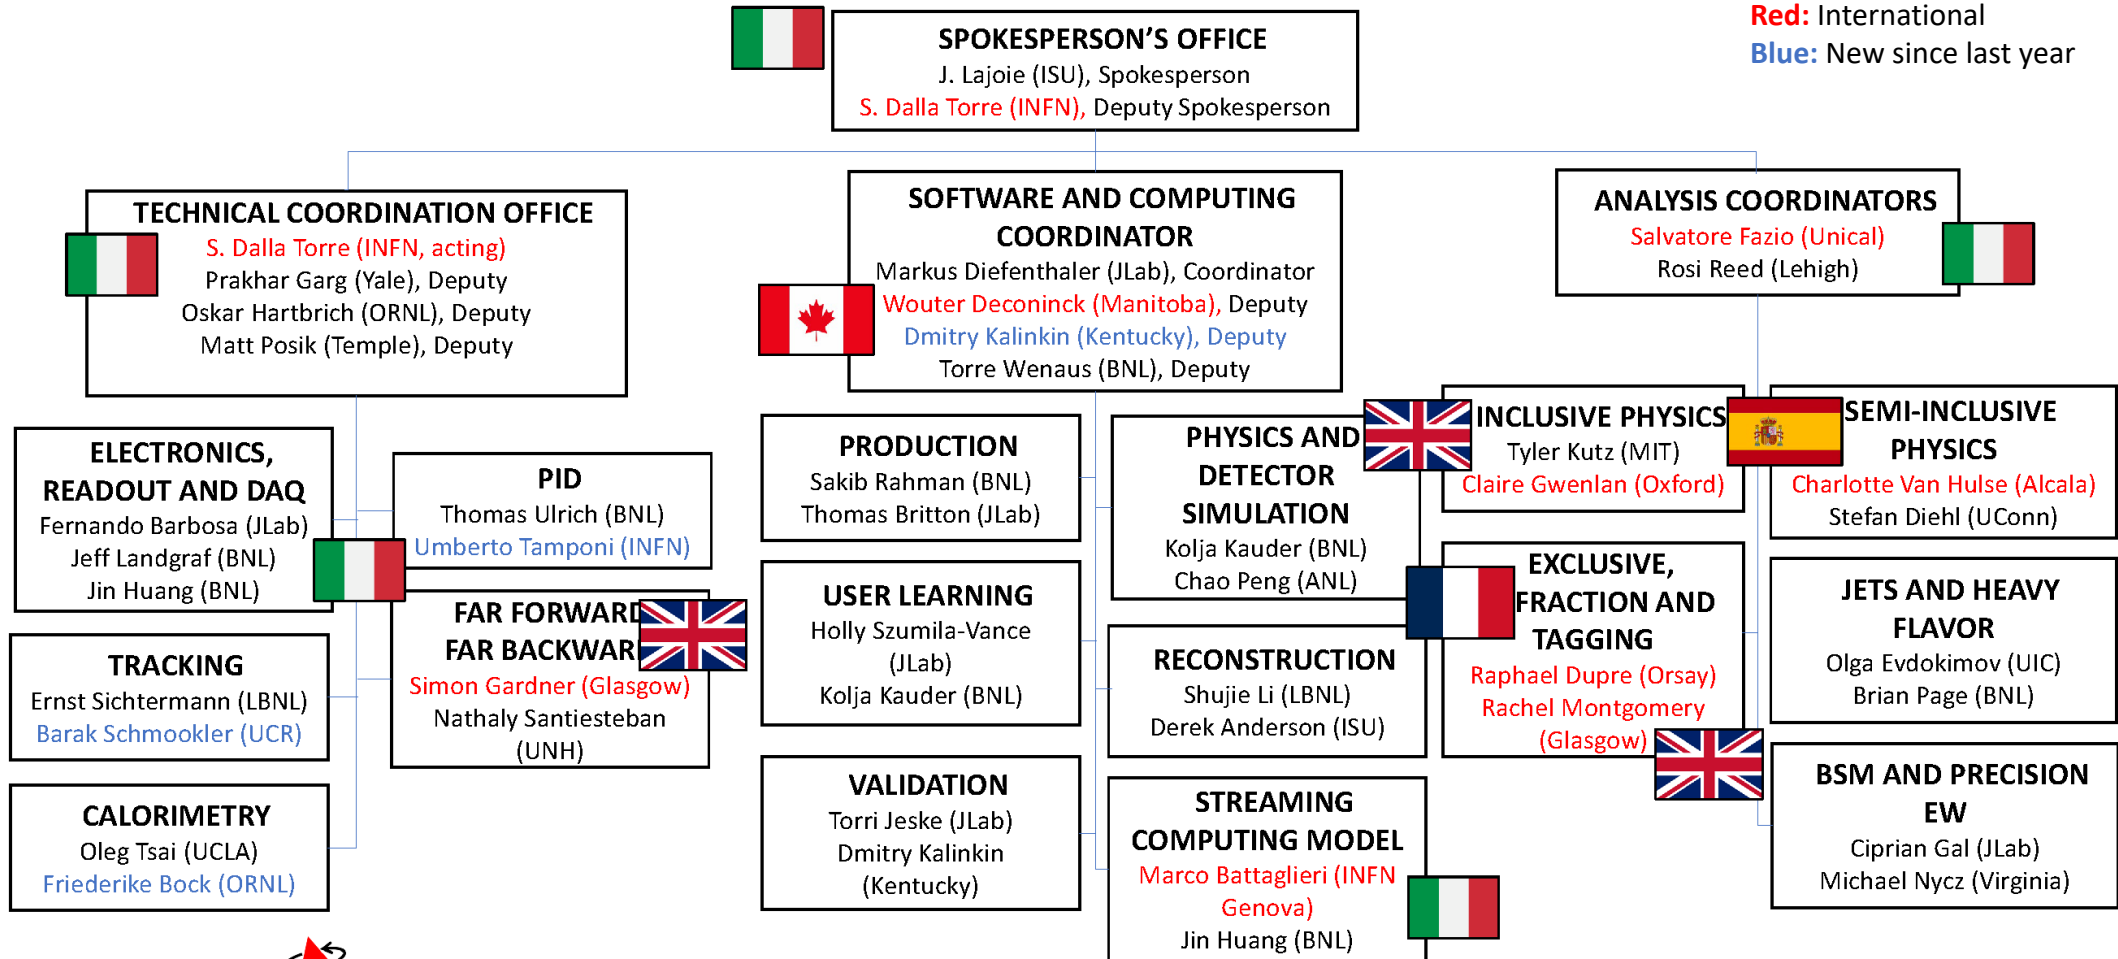 Red: International
Blue: New since last year
SPOKESPERSON'S OFFICE
J. Lajoie (ISU), Spokesperson
S. Dalla Torre (INFN), Deputy Spokesperson
TECHNICAL COORDINATION OFFICE
S. Dalla Torre (INFN, acting)
Prakhar Garg (Yale), Deputy
Oskar Hartbrich (ORNL), Deputy
Matt Posik (Temple), Deputy
SOFTWARE AND COMPUTING
COORDINATOR
Markus Diefenthaler (JLab), Coordinator
Wouter Deconinck (Manitoba), Deputy
Dmitry Kalinkin (Kentucky), Deputy
Torre Wenaus (BNL), Deputy
ANALYSIS COORDINATORS
Salvatore Fazio (Unical)
Rosi Reed (Lehigh)
ELECTRONICS,
READOUT AND DAQ
Fernando Barbosa (JLab)
Jeff Landgraf (BNL)
Jin Huang (BNL)
PID
Thomas Ulrich (BNL)
Umberto Tamponi (INFN)
FAR FORWARD
FAR BACKWAR
Simon Gardner (Glasgow)
Nathaly Santiesteban
(UNH)
TRACKING
Ernst Sichtermann (LBNL)
Barak Schmookler (UCR)
CALORIMETRY
Oleg Tsai (UCLA)
Friederike Bock (ORNL)
PRODUCTION
Sakib Rahman (BNL)
Thomas Britton (JLab)
PHYSICS AND
DETECTOR
SIMULATION
Kolja Kauder (BNL)
Chao Peng (ANL)
USER LEARNING
Holly Szumila-Vance
(JLab)
Kolja Kauder (BNL)
RECONSTRUCTION
Shujie Li (LBNL)
Derek Anderson (ISU)
VALIDATION
Torri Jeske (JLab)
Dmitry Kalinkin
(Kentucky)
STREAMING
COMPUTING MODEL
Marco Battaglieri (INFN
Genova)
Jin Huang (BNL)
INCLUSIVE PHYSICS
Tyler Kutz (MIT)
Claire Gwenlan (Oxford)
SEMI-INCLUSIVE
PHYSICS
Charlotte Van Hulse (Alcala)
Stefan Diehl (UConn)
EXCLUSIVE,
FRACTION AND
TAGGING
Raphael Dupre (Orsay)
Rachel Montgomery
(Glasgow)
JETS AND HEAVY
FLAVOR
Olga Evdokimov (UIC)
Brian Page (BNL)
BSM AND PRECISION
EW
Ciprian Gal (JLab)
Michael Nycz (Virginia)